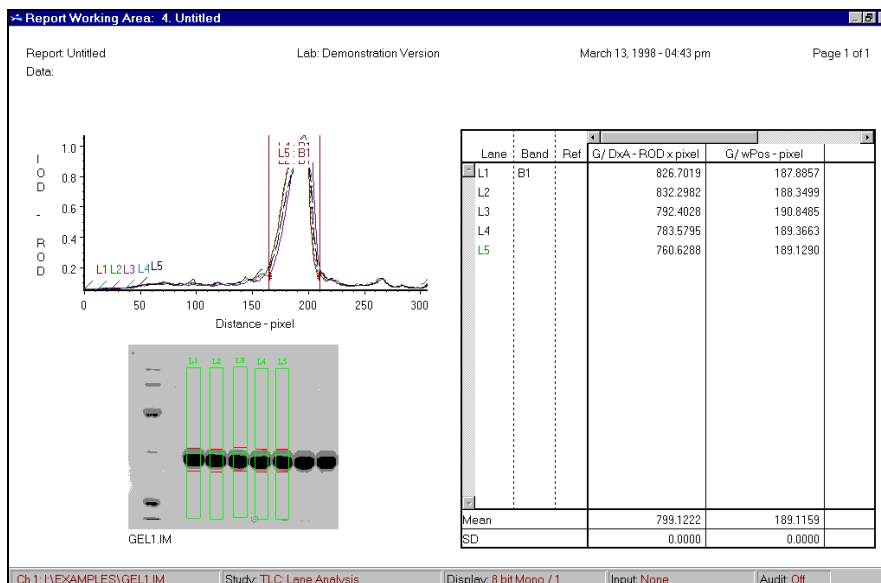 Report Working Area: 4. Untitled
Report: Untitled Lab: Demonstration Version March 13, 1998 - 04:43 pm Page 1 of 1
Data:
IOD - ROD
1.0
0.8
0.6
0.4
0.2
L5 : B1
L1 L2 L3 L4 L5
0 50 100 150 200 250 300
Distance - pixel
L1 L2 L3 L4 L5
GEL1.IM
Lane Band Ref G/ DxA - ROD x pixel G/ wPos - pixel
L1 B1 826.7019 187.8857
L2 832.2982 188.3499
L3 792.4028 190.8485
L4 783.5795 189.3663
L5 760.6288 189.1290
Mean 799.1222 189.1159
SD 0.0000 0.0000
Ch 1: I:\EXAMPLES\GEL1.IM Study: TLC: Lane Analysis Display: 8 bit Mono / 1 Input: None Audit: Off